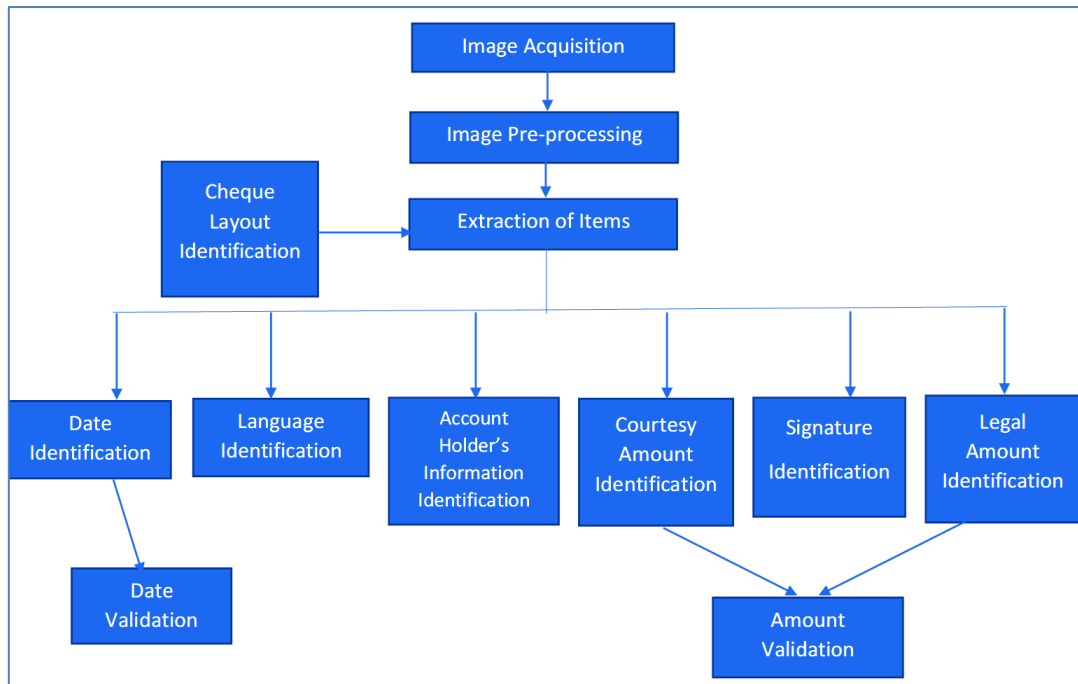 Image Acquisition
Image Pre-processing
Cheque
Layout
Identification
Extraction of Items
Date
Identification
Language
Identification
Account
Holder’s
Information
Identification
Courtesy
Amount
Identification
Signature
Identification
Legal
Amount
Identification
Date
Validation
Amount
Validation